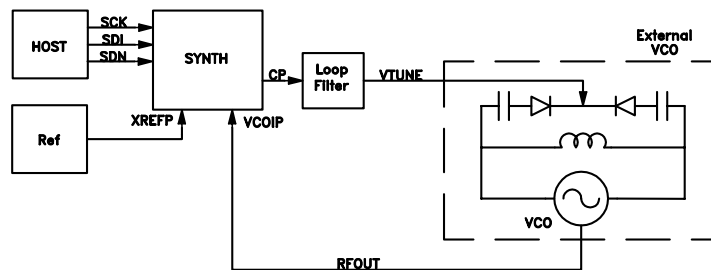 HOST
SCK
SDI
SDN
SYNTH
CP
Loop
Filter
VTUNE
External
VCO
Ref
XREFP
VCOIP
VCO
RFOUT